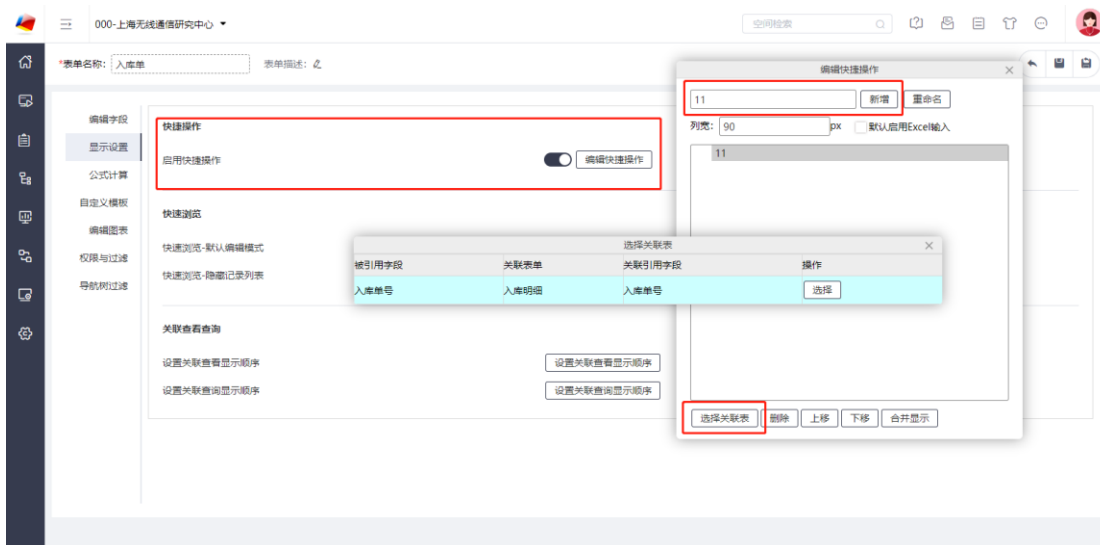 000-上海无线通信研究中心
空间检索
*表单名称: 入库单
表单描述:
编辑字段
显示设置
公式计算
自定义模板
编辑图表
权限与过滤
导航树过滤
快捷操作
启用快捷操作
编辑快捷操作
快速浏览
快速浏览-默认编辑模式
快速浏览-隐藏记录列表
关联查看查询
设置关联查看显示顺序
设置关联查看显示顺序
设置关联查询显示顺序
设置关联查询显示顺序
选择关联表
被引用字段 关联表单 关联引用字段 操作
入库单号 入库明细 入库单号 选择
编辑快捷操作
11 新增 重命名
列宽: 90 px 默认启用Excel输入
11
选择关联表 删除 上移 下移 合并显示